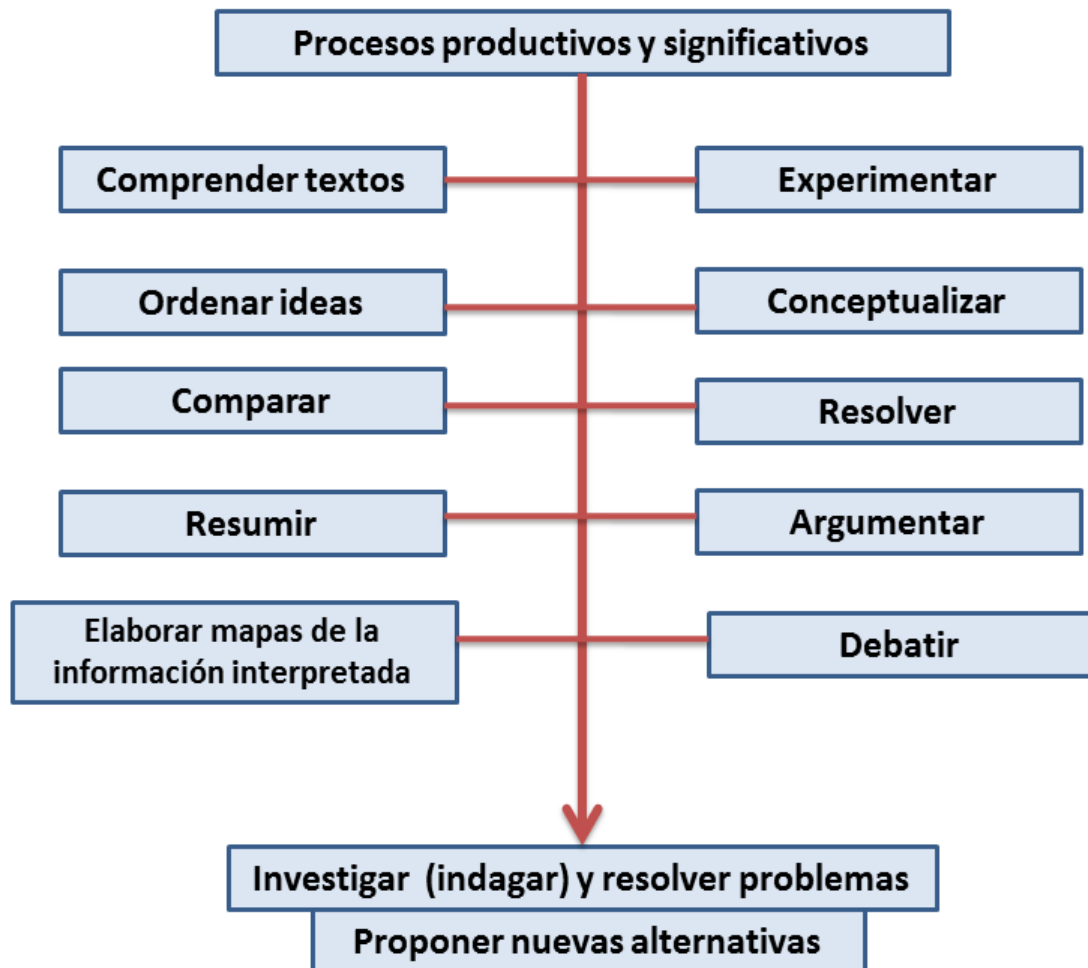 Procesos productivos y significativos
Comprender textos
Experimentar
Ordenar ideas
Conceptualizar
Comparar
Resolver
Resumir
Argumentar
Elaborar mapas de la
información interpretada
Debatir
Investigar (indagar) y resolver problemas
Proponer nuevas alternativas